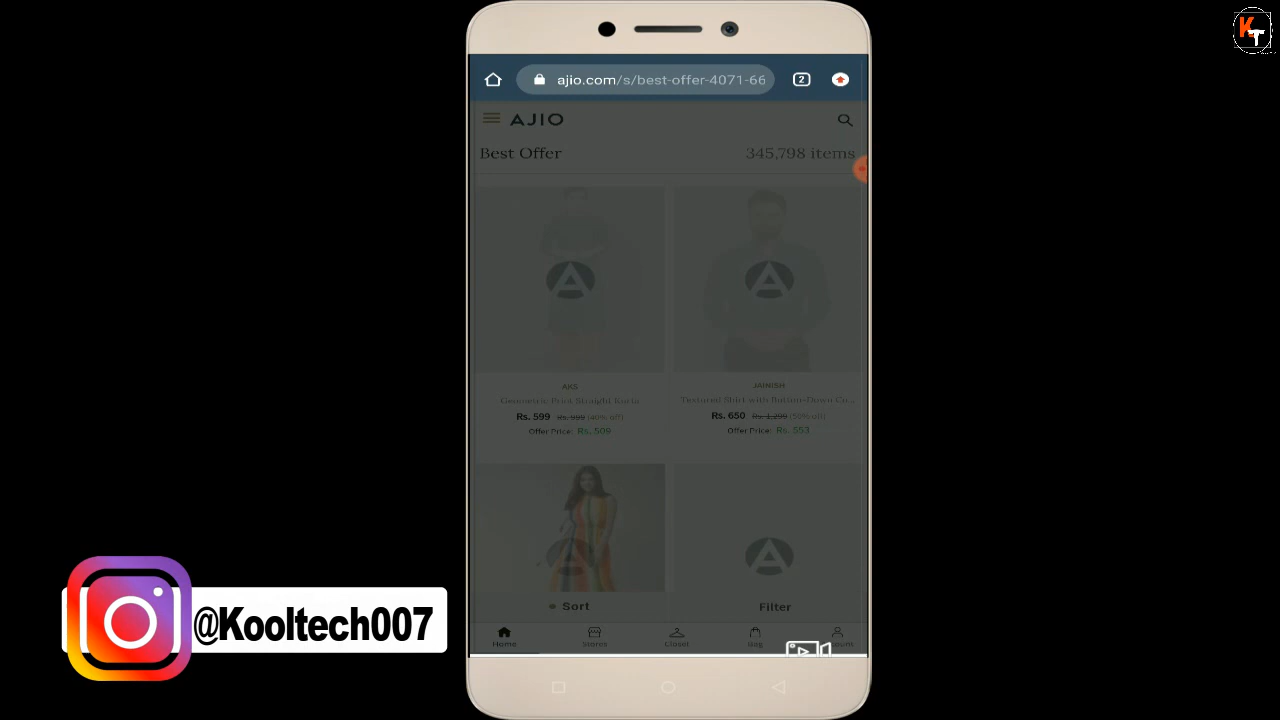 KT
ajio.com/s/best-offer-4071-66
2
AJIO
Best Offer
345,798 items
AKS
Geometric Print Straight Kurta
Rs. 599 Rs. 999 (40% off)
Offer Price: Rs. 509
JAINISH
Textured Shirt with Button-Down Co...
Rs. 650 Rs. 1,299 (50% off)
Offer Price: Rs. 553
Sort
Filter
Home
Stores
Closet
Bag
@Kooltech007